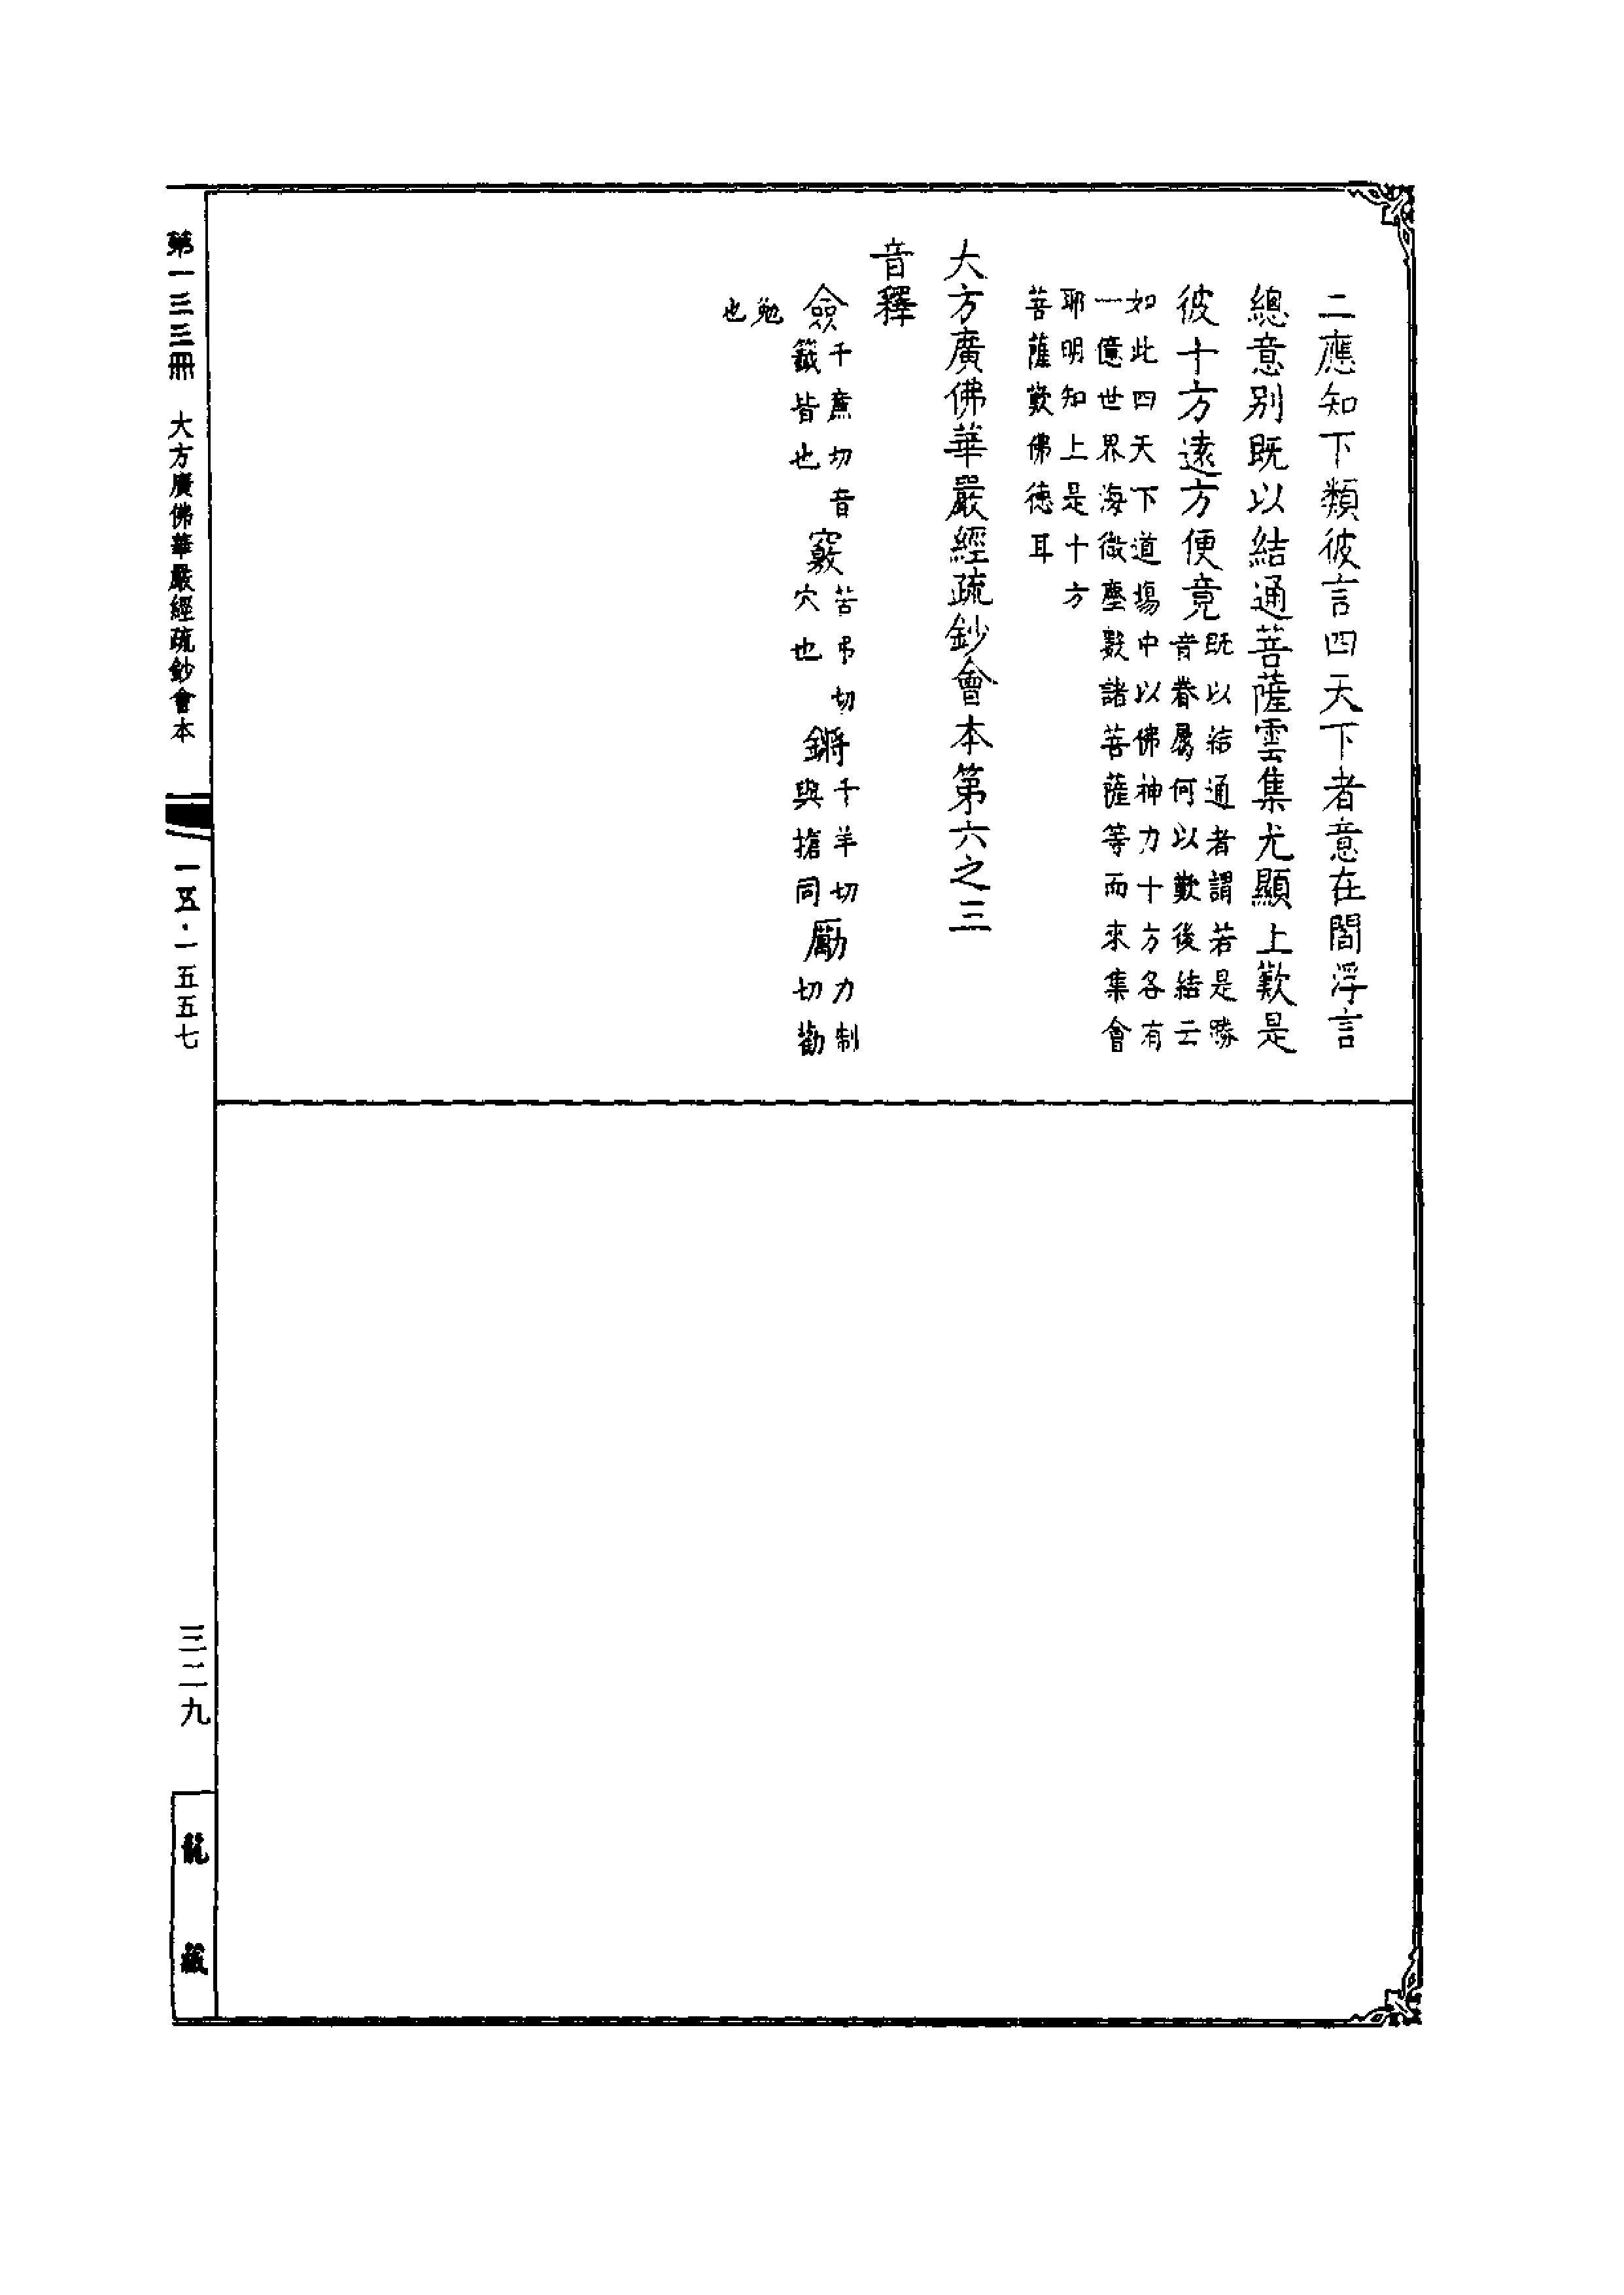 二應知下類彼言四天下者意在閻浮言
總意別既以結通菩薩雲集尤顯上歎是
彼十方遠方便竟
既以結通者謂若是勝
音眷屬何以歎後結云
如此四天下道場中以佛神力十方各有
一億世界海微塵數諸菩薩等而來集會
耶明知上是十方
菩薩歎佛德耳
大方廣佛華嚴經疏鈔會本第六之三
音釋
僉千廉切音籤皆也 竅苦弔切穴也 鏘千羊切與搶同 勵力制切勸
勉也
第一三三冊 大方廣佛華嚴經疏鈔會本
一五·一五五七
三二九
龍藏